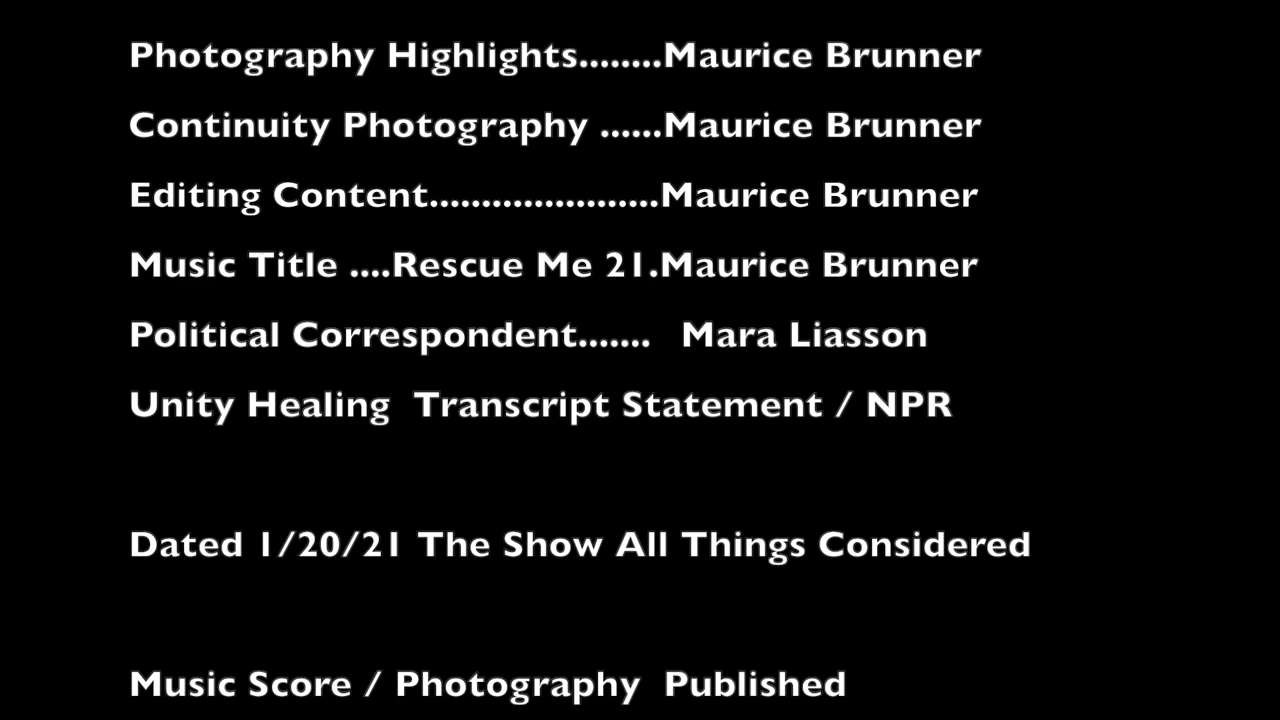 Photography Highlights........Maurice Brunner
Continuity Photography ......Maurice Brunner
Editing Content......................Maurice Brunner
Music Title ....Rescue Me 21.Maurice Brunner
Political Correspondent.......   Mara Liasson
Unity Healing  Transcript Statement / NPR
Dated 1/20/21 The Show All Things Considered
Music Score / Photography  Published